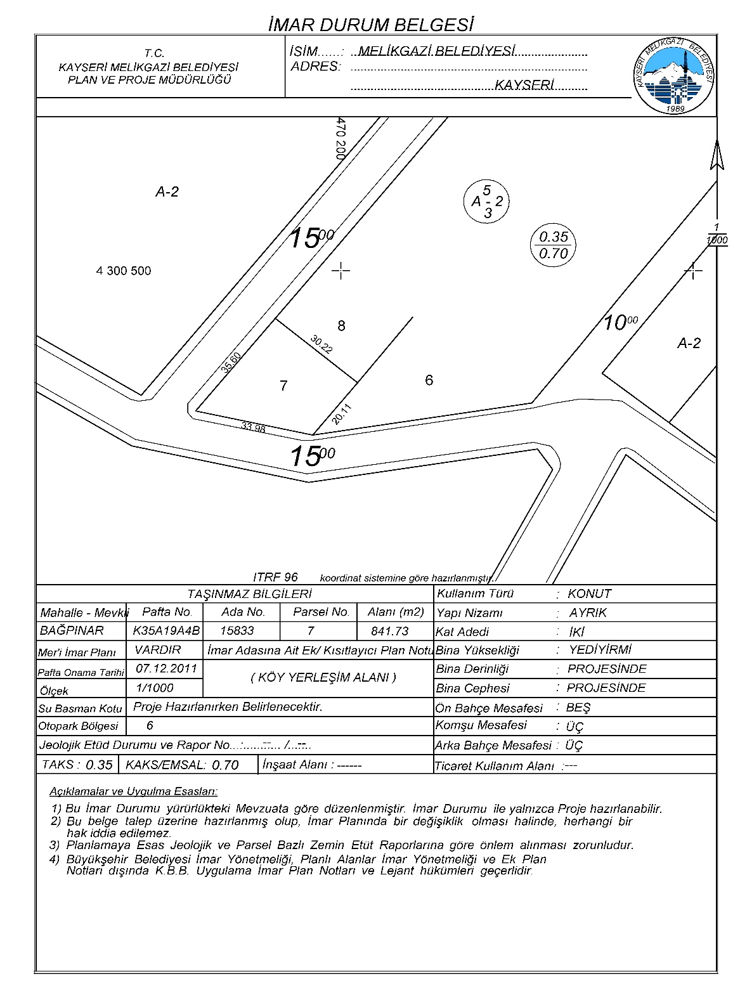 İMAR DURUM BELGESİ
T.C.
KAYSERİ MELİKGAZİ BELEDİYESİ
PLAN VE PROJE MÜDÜRLÜĞÜ
İSİM......: ..MELİKGAZİ BELEDİYESİ....................
ADRES: .................................................................
........................................KAYSERİ.........
KAYSERİ MELİKGAZİ BELEDİYESİ
1989
470 200
A-2
5
A - 2
3
15 00
0.35
0.70
1
1000
4 300 500
8
10 00
30.22
A-2
35.60
7
6
20.11
33.98
15 00
ITRF 96 koordinat sistemine göre hazırlanmıştır.
TAŞINMAZ BİLGİLERİ
Kullanım Türü : KONUT
Mahalle - Mevkii Pafta No. Ada No. Parsel No. Alanı (m2)
Yapı Nizamı : AYRIK
BAĞPINAR K35A19A4B 15833 7 841.73
Kat Adedi : İKİ
Mer'i İmar Planı VARDIR İmar Adasına Ait Ek/ Kısıtlayıcı Plan Notu
Bina Yüksekliği : YEDİYİRMİ
Pafta Onama Tarihi 07.12.2011 ( KÖY YERLEŞİM ALANI )
Bina Derinliği : PROJESİNDE
Ölçek 1/1000
Bina Cephesi : PROJESİNDE
Su Basman Kotu Proje Hazırlanırken Belirlenecektir.
Ön Bahçe Mesafesi : BEŞ
Otopark Bölgesi 6
Komşu Mesafesi : ÜÇ
Jeolojik Etüd Durumu ve Rapor No...:......--... /...--..
Arka Bahçe Mesafesi : ÜÇ
TAKS : 0.35 KAKS/EMSAL: 0.70 İnşaat Alanı : ------
Ticaret Kullanım Alanı :---
Açıklamalar ve Uygulma Esasları:
1) Bu İmar Durumu yürürlükteki Mevzuata göre düzenlenmiştir. İmar Durumu ile yalnızca Proje hazırlanabilir.
2) Bu belge talep üzerine hazırlanmış olup, İmar Planında bir değişiklik olması halinde, herhangi bir
hak iddia edilemez.
3) Planlamaya Esas Jeolojik ve Parsel Bazlı Zemin Etüt Raporlarına göre önlem alınması zorunludur.
4) Büyükşehir Belediyesi İmar Yönetmeliği, Planlı Alanlar İmar Yönetmeliği ve Ek Plan
Notları dışında K.B.B. Uygulama İmar Plan Notları ve Lejant hükümleri geçerlidir.